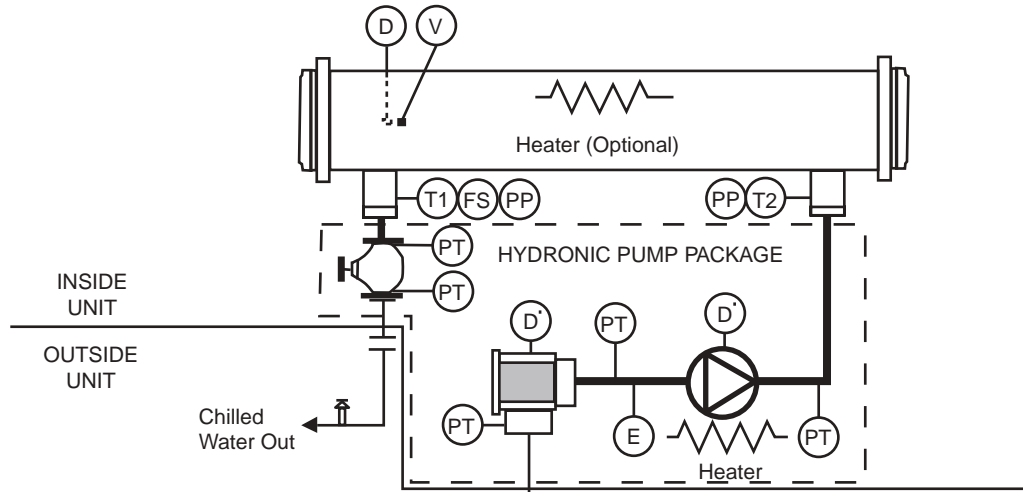 D
V
Heater (Optional)
T1
FS
PP
PP
T2
PT
HYDRONIC PUMP PACKAGE
PT
INSIDE
UNIT
OUTSIDE
UNIT
D*
PT
D*
Chilled
Water Out
PT
E
PT
Heater